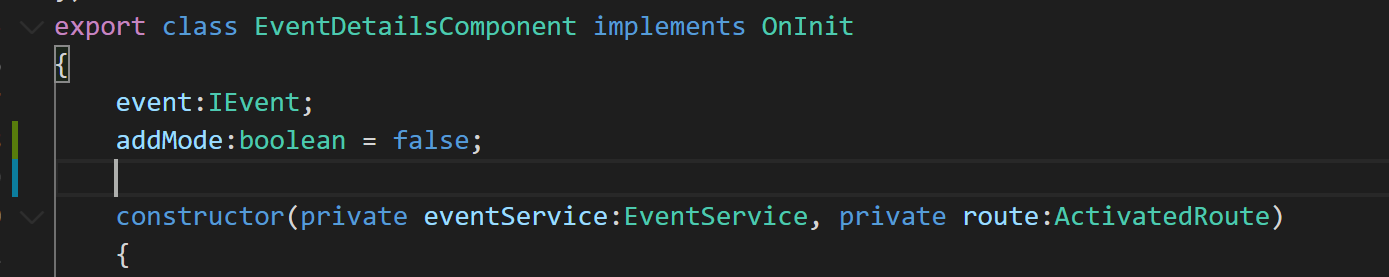 export class EventDetailsComponent implements OnInit
{
event:IEvent;
addMode:boolean = false;
constructor(private eventService:EventService, private route:ActivatedRoute)
{